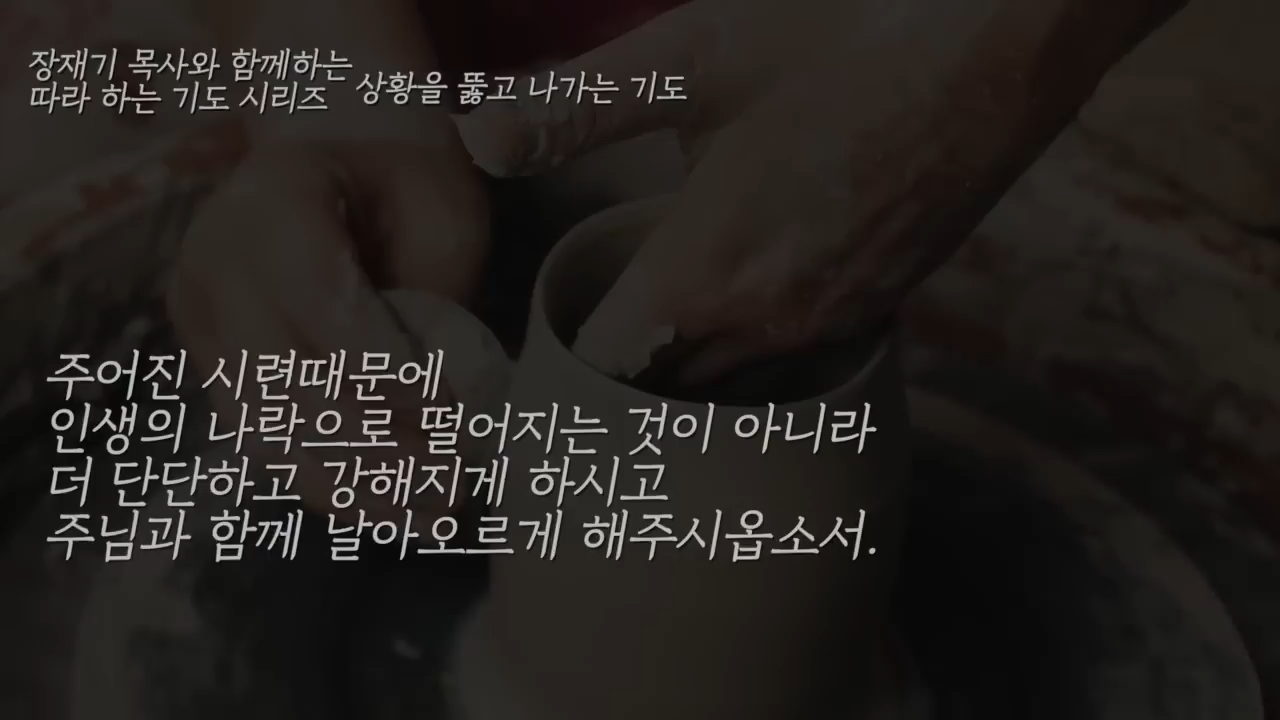 장재기 목사와 함께하는
따라 하는 기도 시리즈
상황을 뚫고 나가는 기도
주어진 시련때문에
인생의 나락으로 떨어지는 것이 아니라
더 단단하고 강해지게 하시고
주님과 함께 날아오르게 해주시옵소서.